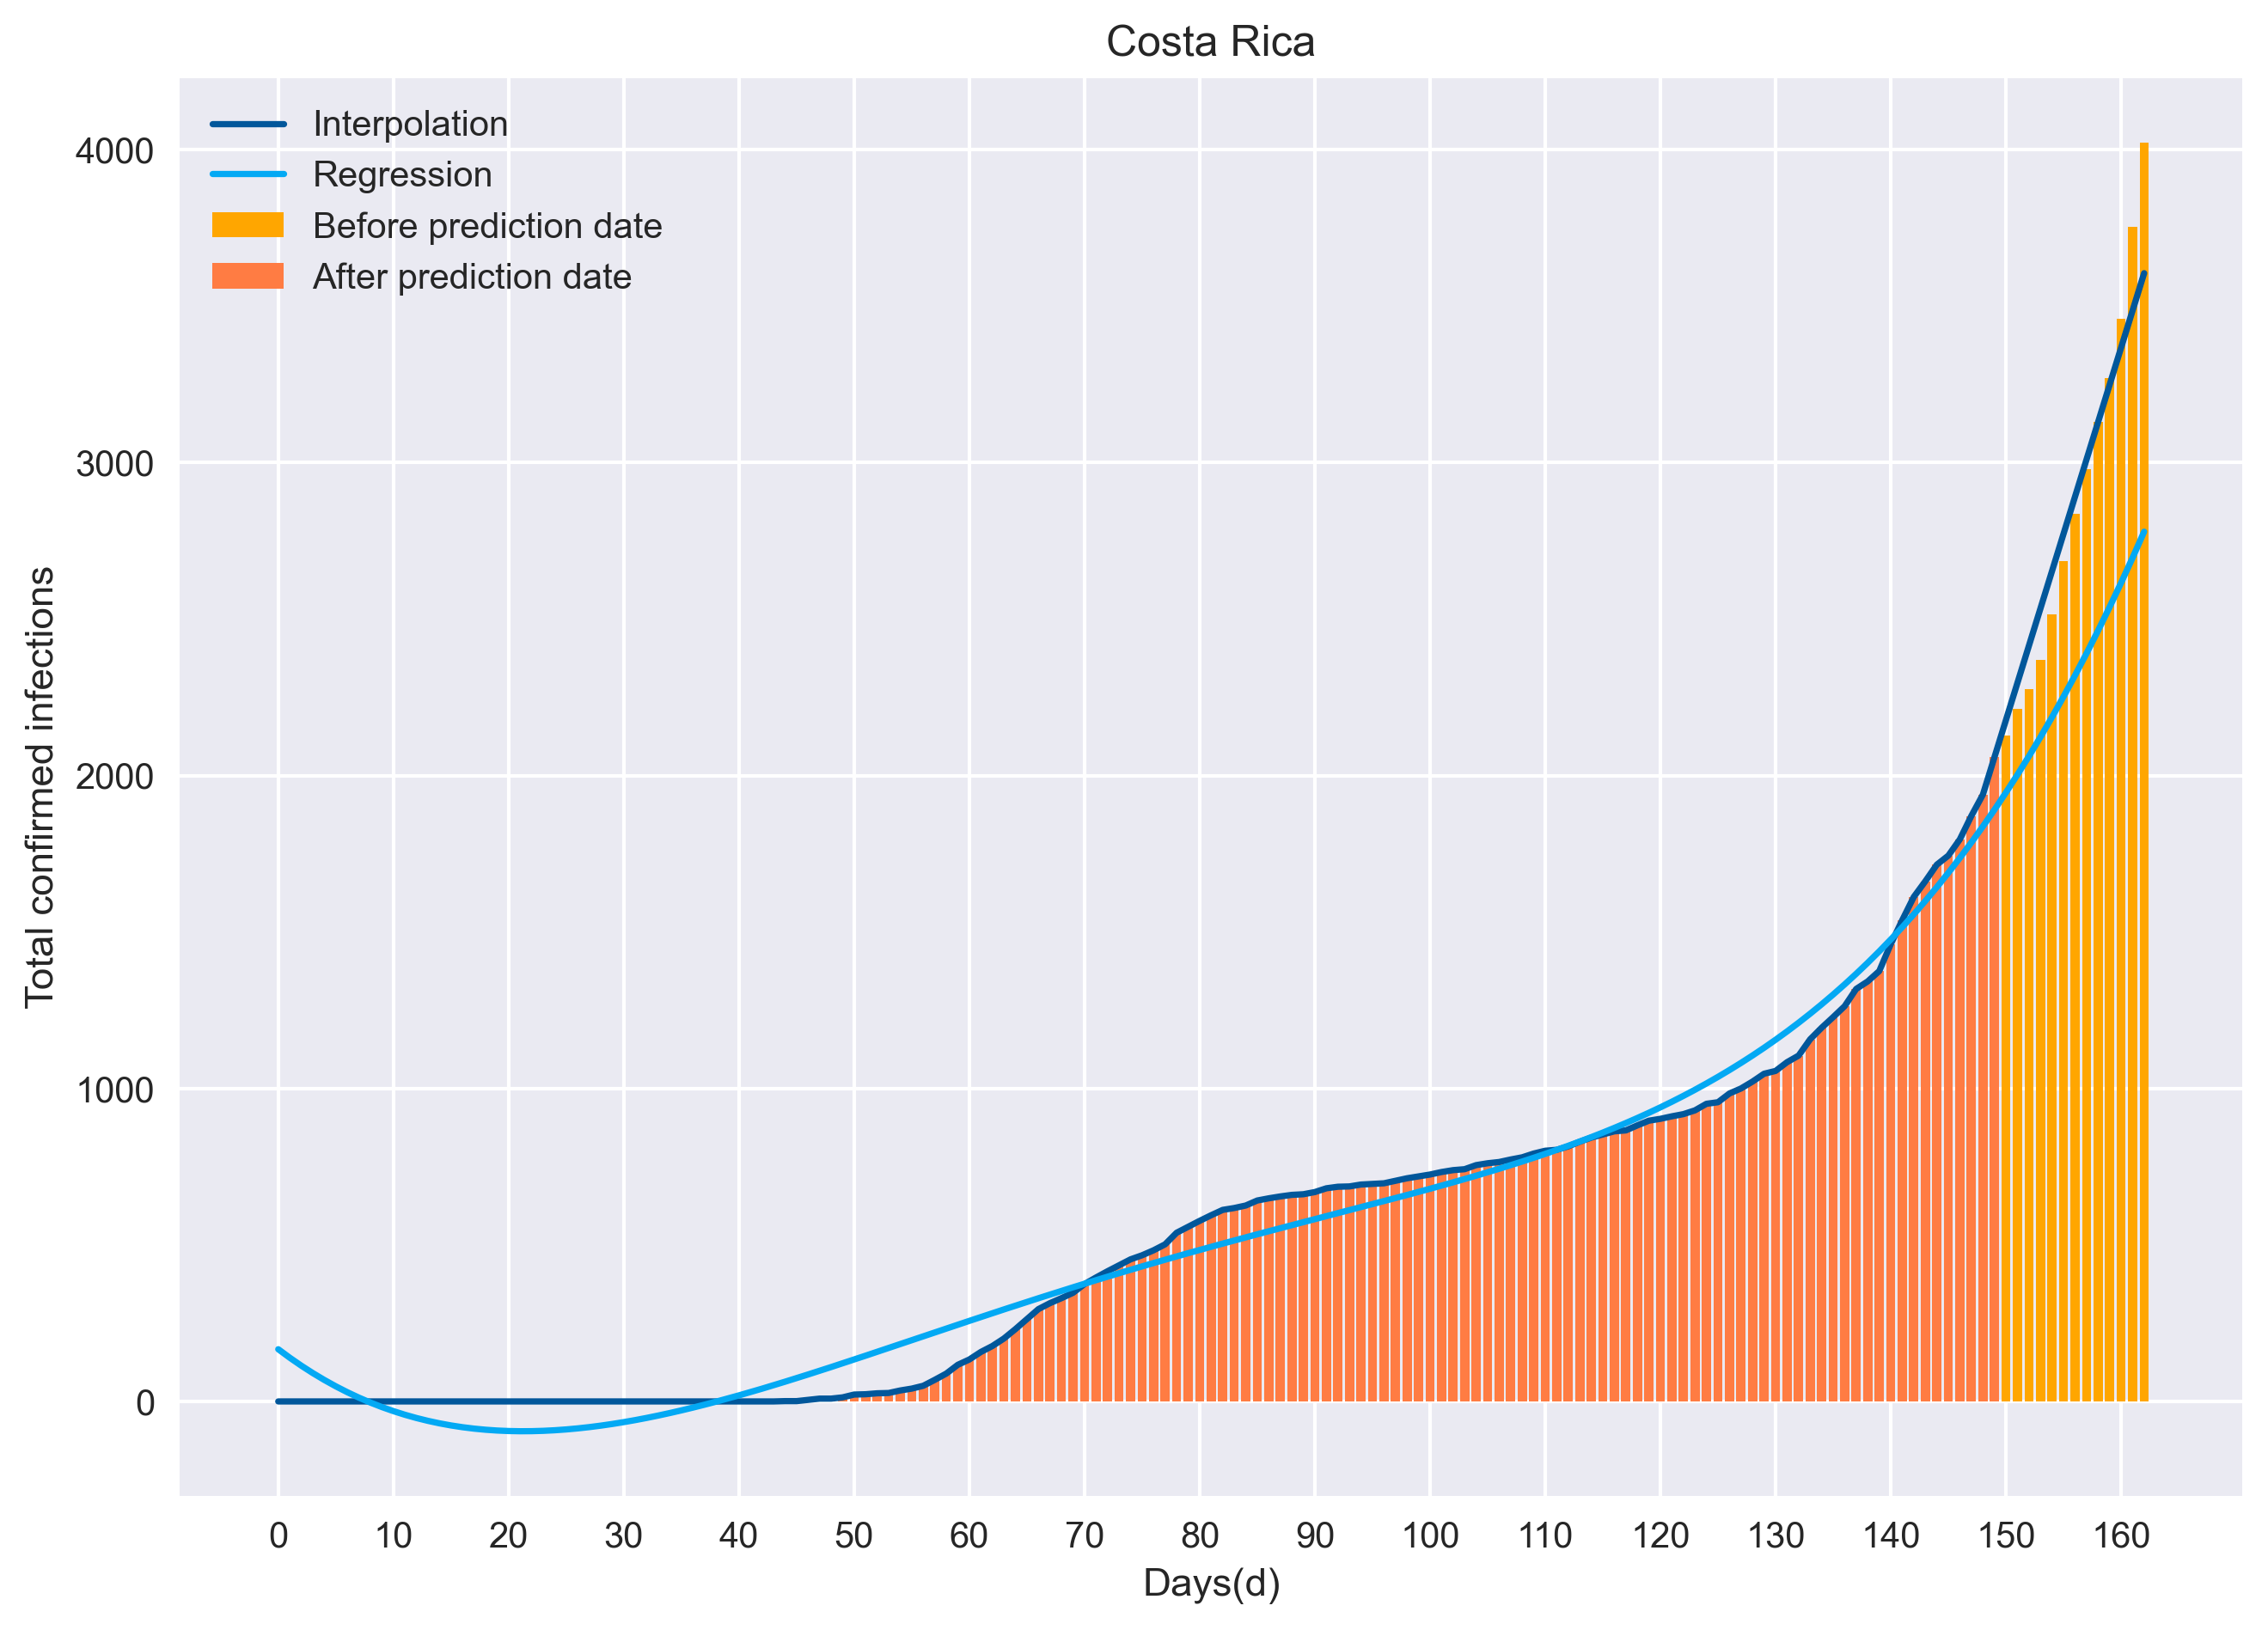 Costa Rica
Interpolation
Regression
Before prediction date
After prediction date
4000
3000
2000
1000
0
Total confirmed infections
0 10 20 30 40 50 60 70 80 90 100 110 120 130 140 150 160
Days(d)